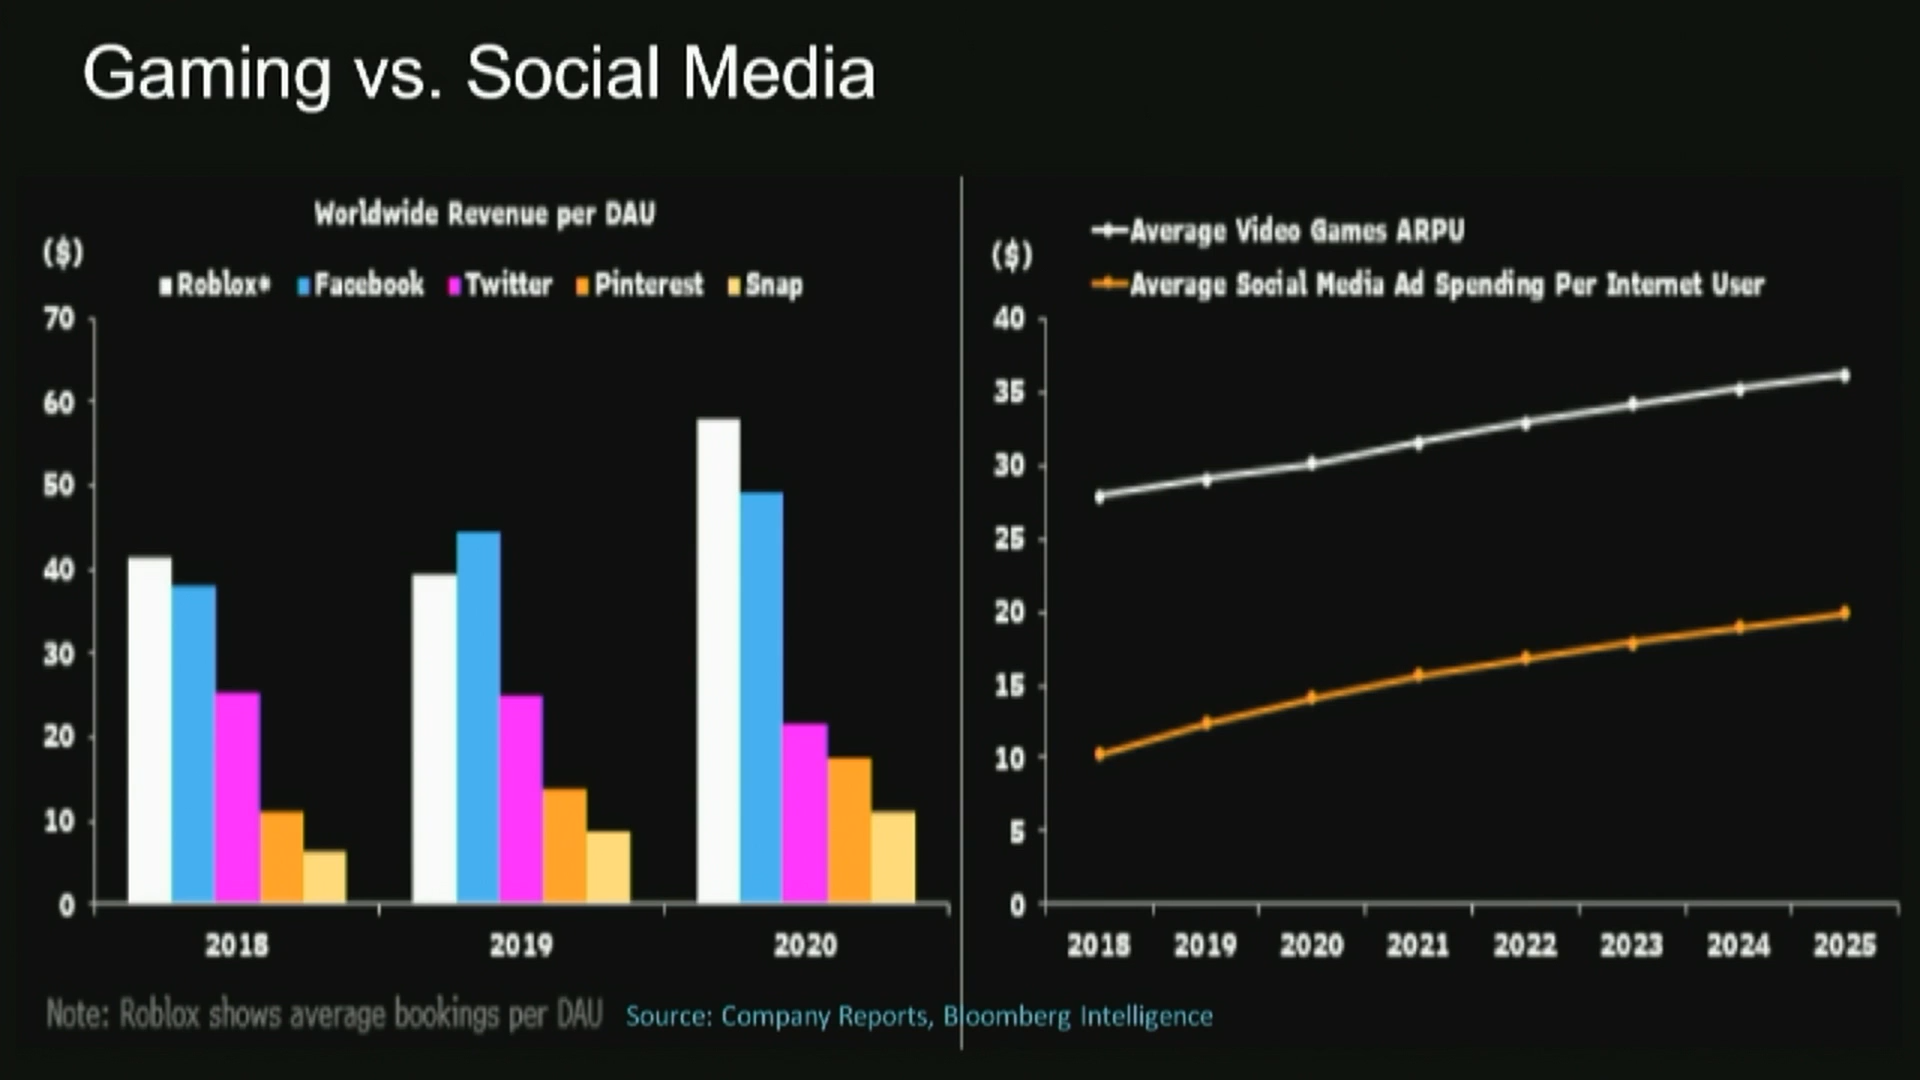 Gaming vs. Social Media
Worldwide Revenue per DAU
($)
Roblox* Facebook Twitter Pinterest Snap
70
60
50
40
30
20
10
0
2018 2019 2020
Average Video Games ARPU
($)
Average Social Media Ad Spending Per Internet User
40
35
30
25
20
15
10
5
0
2018 2019 2020 2021 2022 2023 2024 2025
Note: Roblox shows average bookings per DAU Source: Company Reports, Bloomberg Intelligence